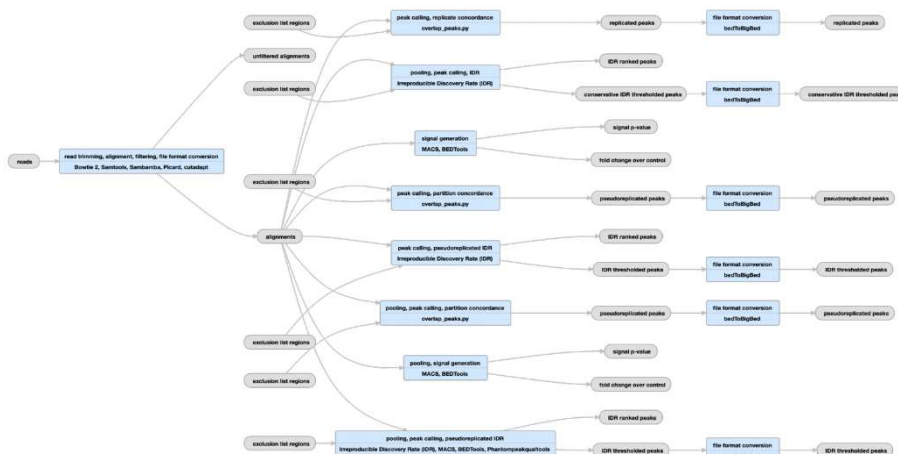 peak calling, replicate concordance
overlap_peaks.py
exclusion list regions
replicated peaks
file format conversion
bedToBigBed
replicated peaks
unfiltered alignments
IDR ranked peaks
pooling, peak calling, IDR
Irreproducible Discovery Rate (IDR)
exclusion list regions
conservative IDR thresholded peaks
file format conversion
bedToBigBed
conservative IDR thresholded
signal p-value
signal generation
MACS, BEDTools
fold change over control
reads
read trimming, alignment, filtering, file format conversion
Bowtie 2, Samtools, Sambamba, Picard, cutadapt
exclusion list regions
peak calling, partition concordance
overlap_peaks.py
pseudoreplicated peaks
file format conversion
bedToBigBed
pseudoreplicated peaks
alignments
IDR ranked peaks
peak calling, pseudoreplicated IDR
Irreproducible Discovery Rate (IDR)
IDR thresholded peaks
file format conversion
bedToBigBed
IDR thresholded peaks
pooling, peak calling, partition concordance
overlap_peaks.py
pseudoreplicated peaks
file format conversion
bedToBigBed
pseudoreplicated peaks
exclusion list regions
signal p-value
pooling, signal generation
MACS, BEDTools
exclusion list regions
fold change over control
IDR ranked peaks
exclusion list regions
pooling, peak calling, pseudoreplicated IDR
Irreproducible Discovery Rate (IDR), MACS, BEDTools, Phantompeakqualtools
IDR thresholded peaks
file format conversion
bedToBigBed
IDR thresholded peaks